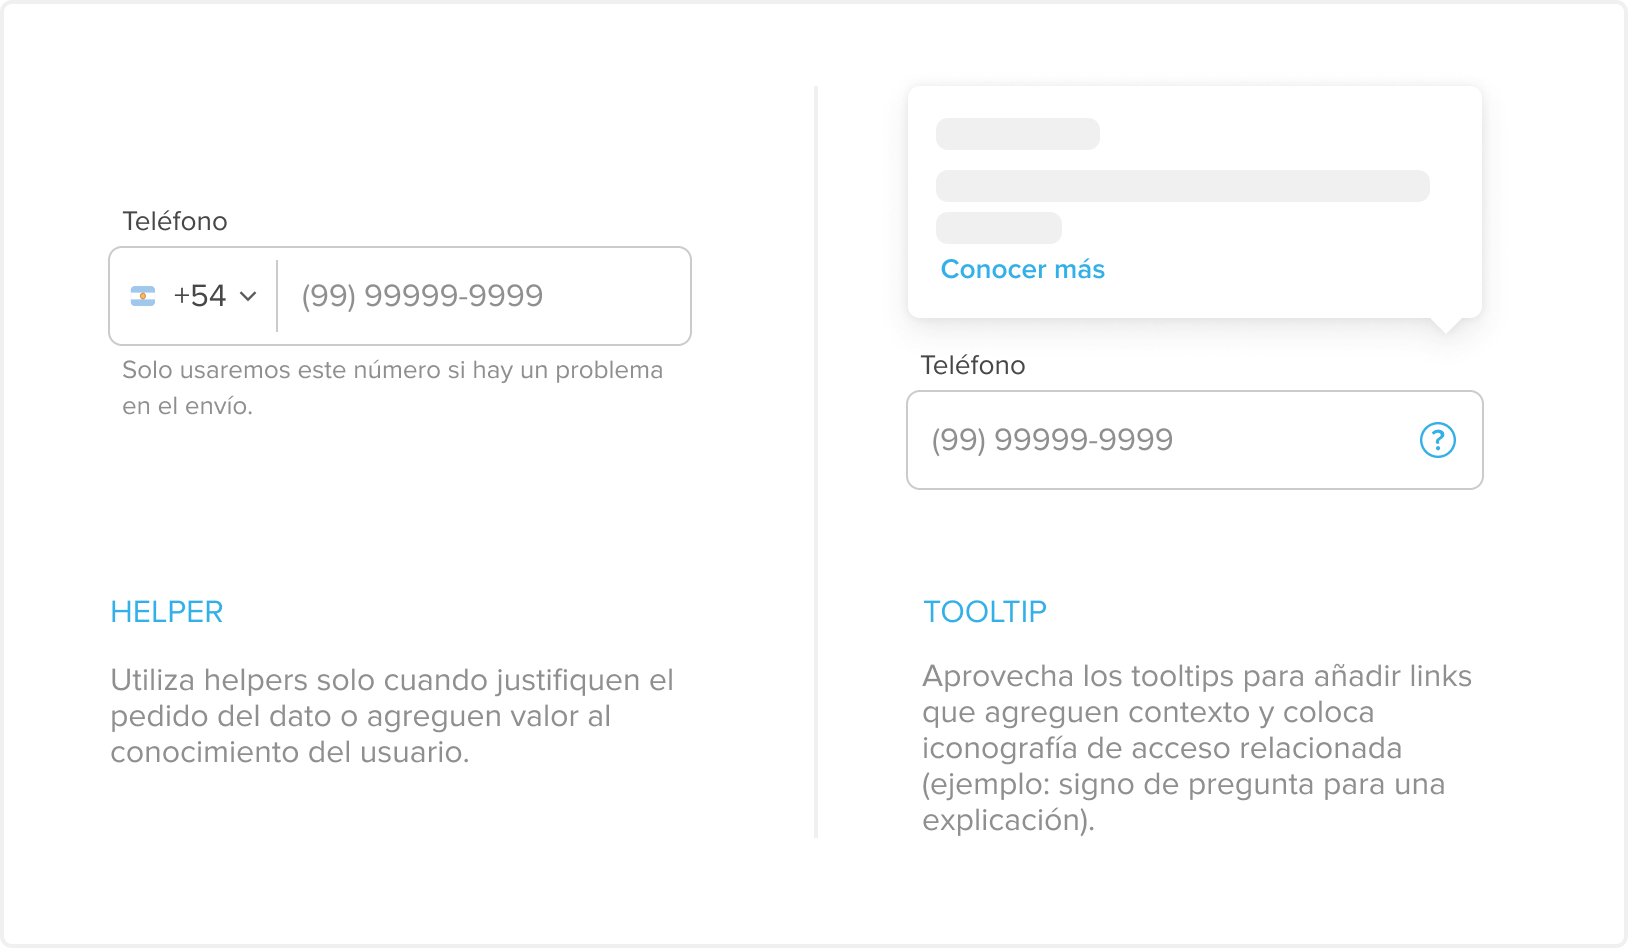 Teléfono
+54
(99) 99999-9999
Solo usaremos este número si hay un problema
en el envío.
HELPER
Utiliza helpers solo cuando justifiquen el
pedido del dato o agreguen valor al
conocimiento del usuario.
Conocer más
Teléfono
(99) 99999-9999
?
TOOLTIP
Aprovecha los tooltips para añadir links
que agreguen contexto y coloca
iconografía de acceso relacionada
(ejemplo: signo de pregunta para una
explicación).